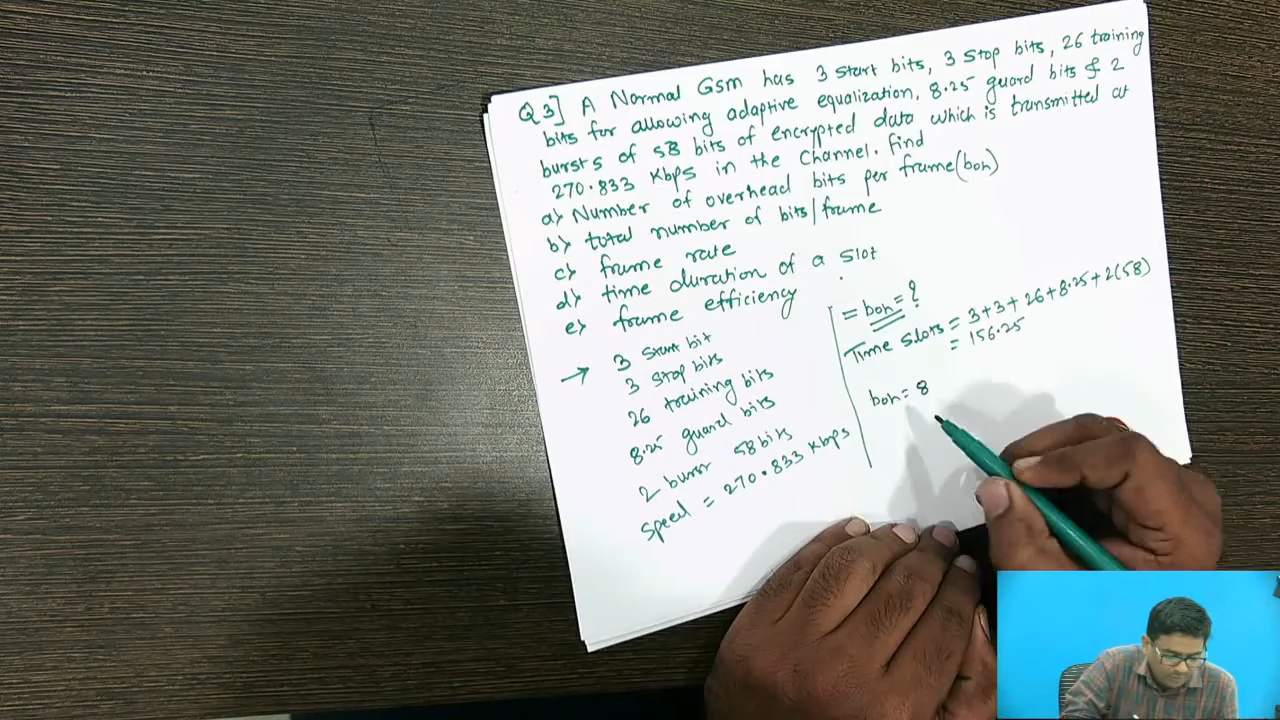 Q3] A Normal Gsm has 3 start bits, 3 stop bits, 26 training
bits for allowing adaptive equalization, 8.25 guard bits & 2
bursts of 58 bits of encrypted data which is transmitted at
270.833 Kbps in the channel. find
a) Number of overhead bits per frame (boh)
b) total number of bits/frame
c) frame rate
d) time duration of a slot
e) frame efficiency
→ 3 start bit
3 stop bits
26 training bits
8.25 guard bits
2 burst 58 bits
speed = 270.833 Kbps
= boh = ?
Time slots = 3+3+26+8.25+2(58)
= 156.25
boh = 8